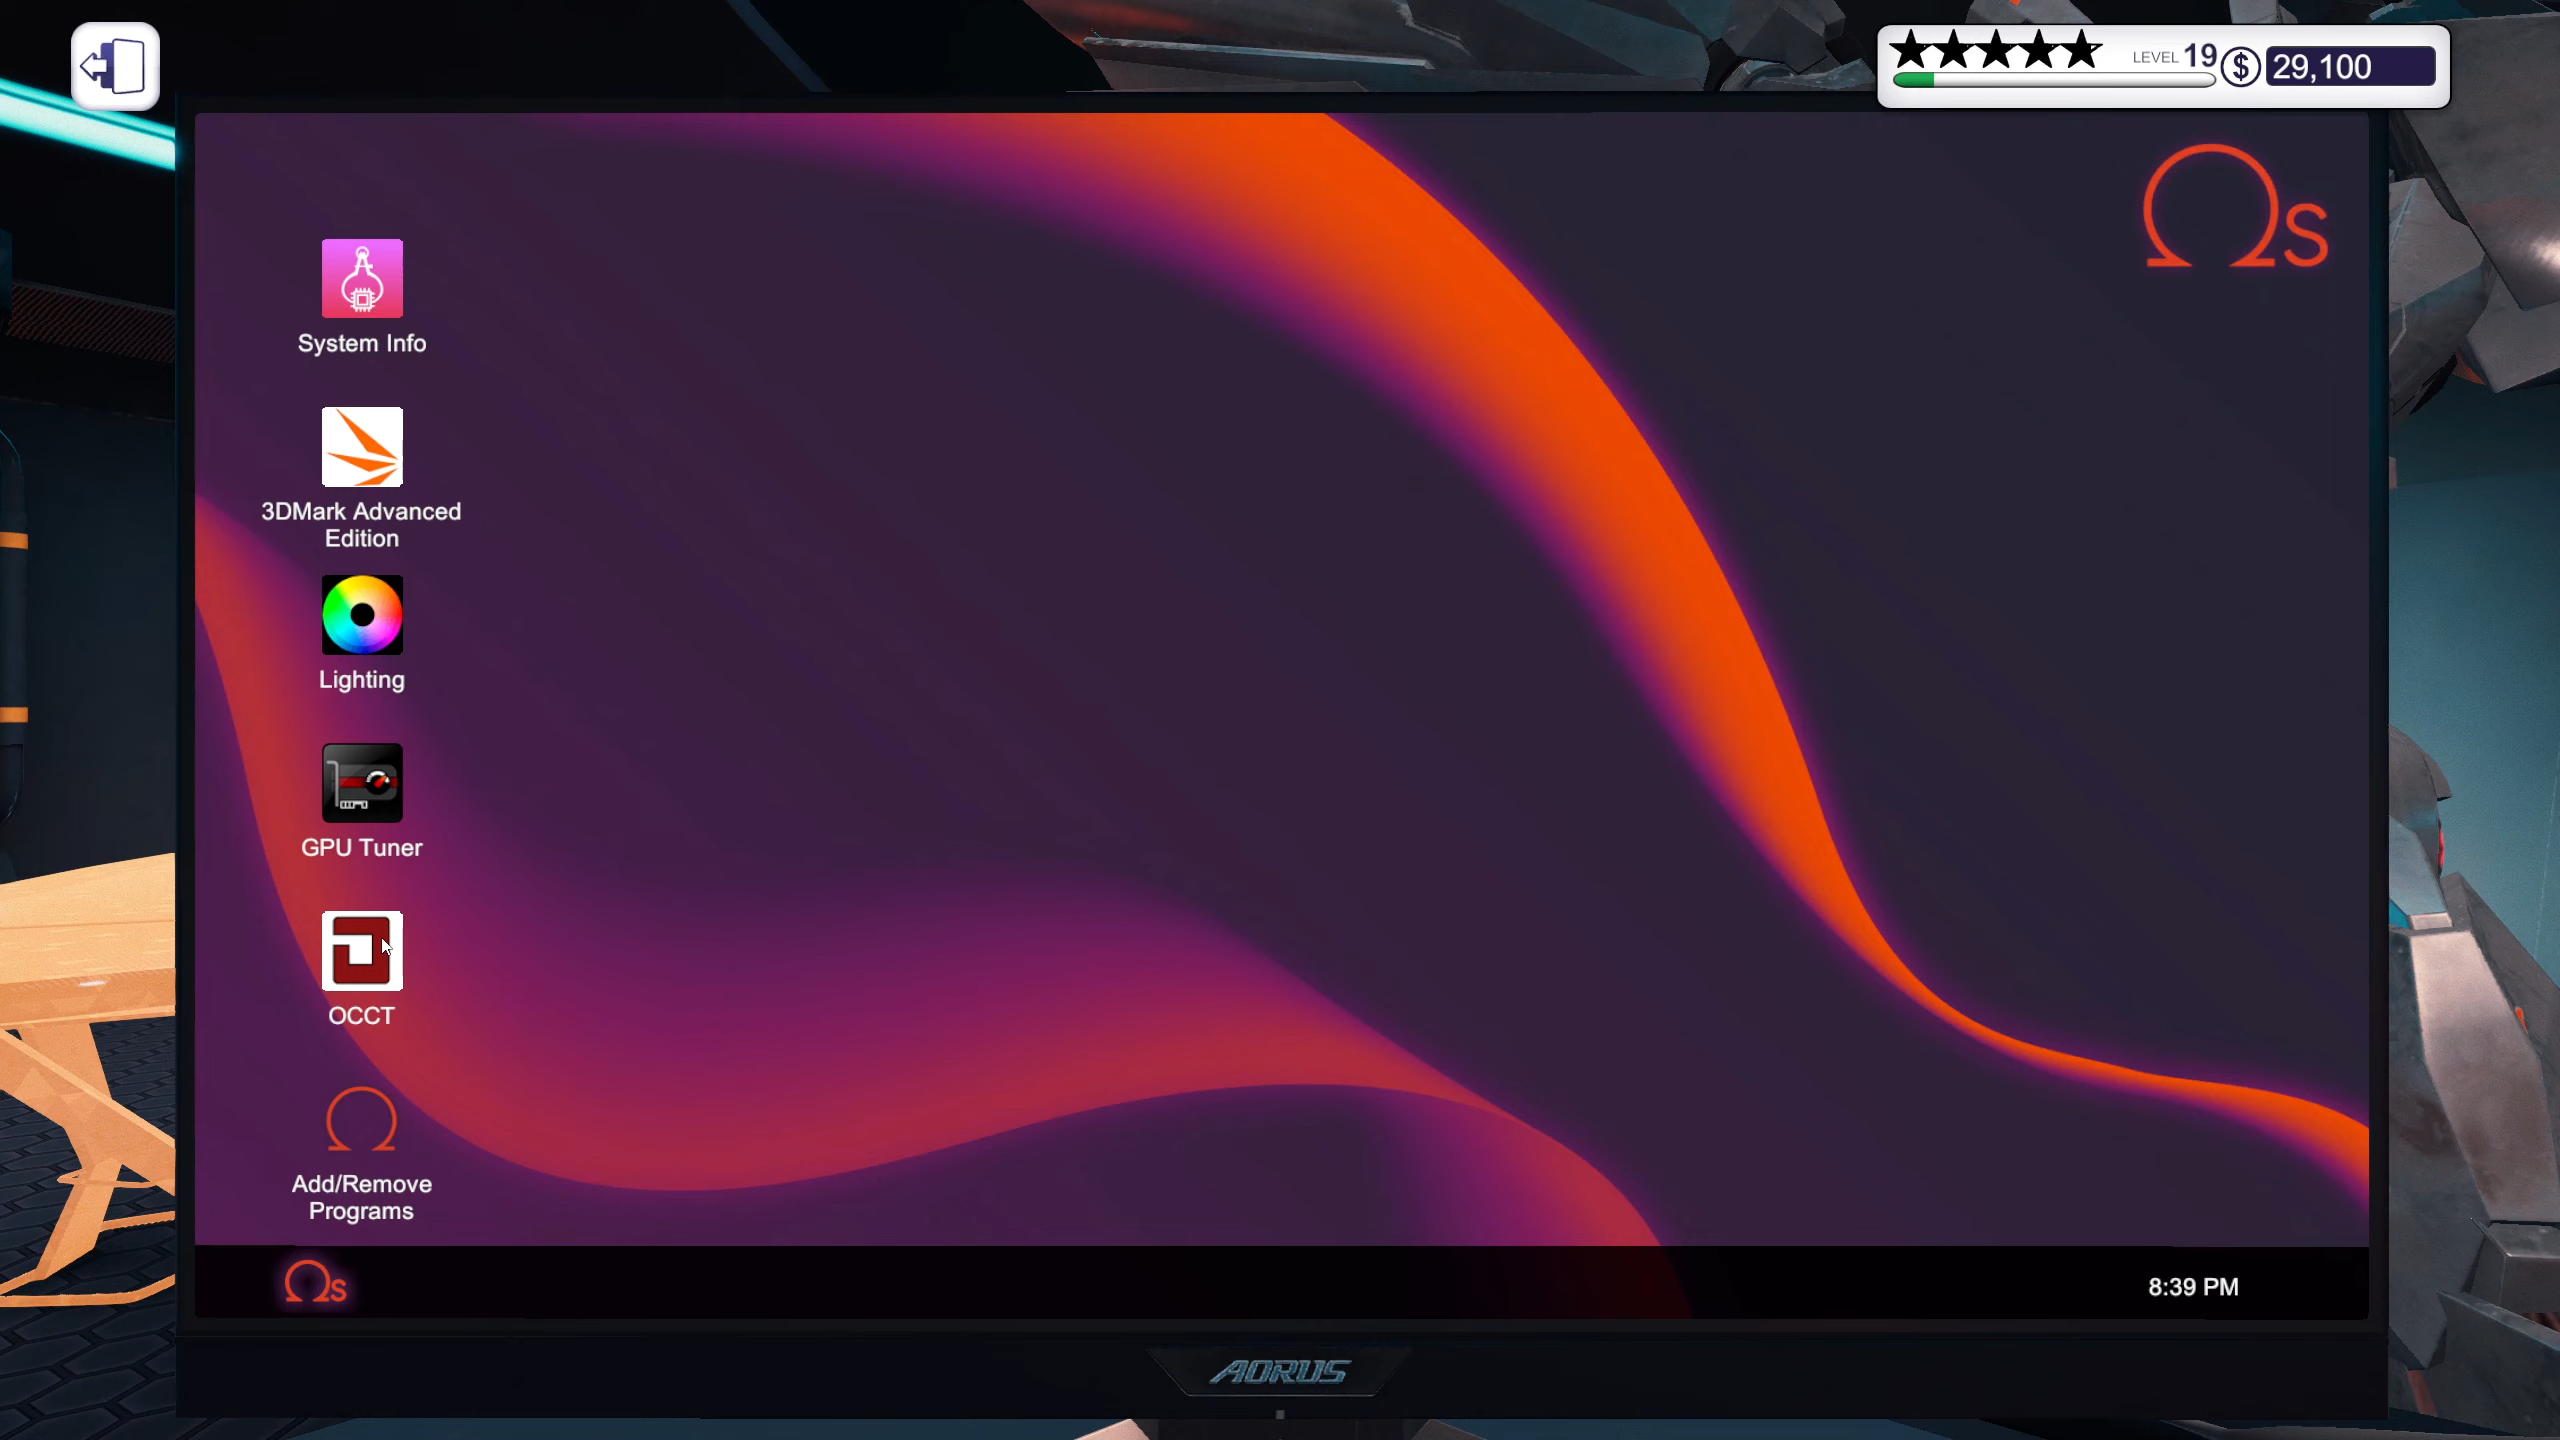 LEVEL 19
29,100
Ωs
System Info
3DMark Advanced
Edition
Lighting
GPU Tuner
OCCT
Add/Remove
Programs
Ωs
8:39 PM
AORUS